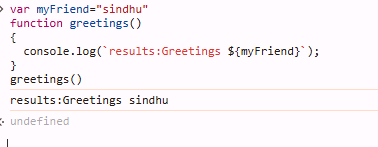 var myFriend="sindhu"
function greetings()
{
  console.log(`results:Greetings ${myFriend}`);
}
greetings()
results:Greetings sindhu
undefined